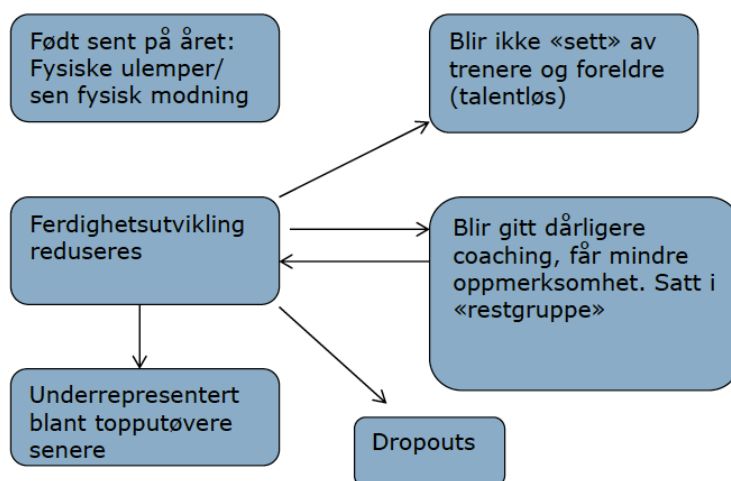 Født sent på året:
Fysiske ulemper/
sen fysisk modning
Blir ikke «sett» av
trenere og foreldre
(talentløs)
Ferdighetsutvikling
reduseres
Blir gitt dårligere
coaching, får mindre
oppmerksomhet. Satt i
«restgruppe»
Underrepresentert
blant topputøvere
senere
Dropouts